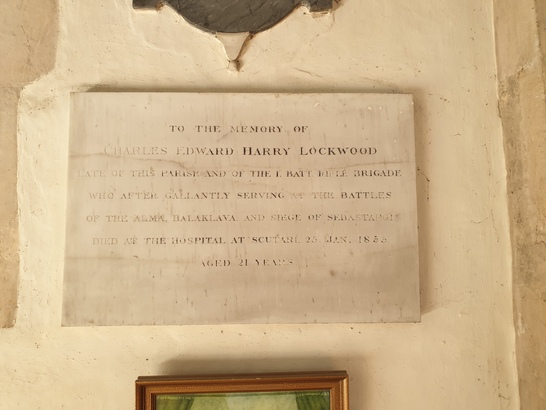 TO THE MEMORY OF
CHARLES EDWARD HARRY LOCKWOOD
LATE OF THIS PARISH AND OF THE 1. BATT. RIFLE BRIGADE
WHO AFTER GALLANTLY SERVING AT THE BATTLES
OF THE ALMA, BALAKLAVA AND SIEGE OF SEBASTAPOL
DIED AT THE HOSPITAL AT SCUTARI, 25. JAN. 1855.
AGED 21 YEARS